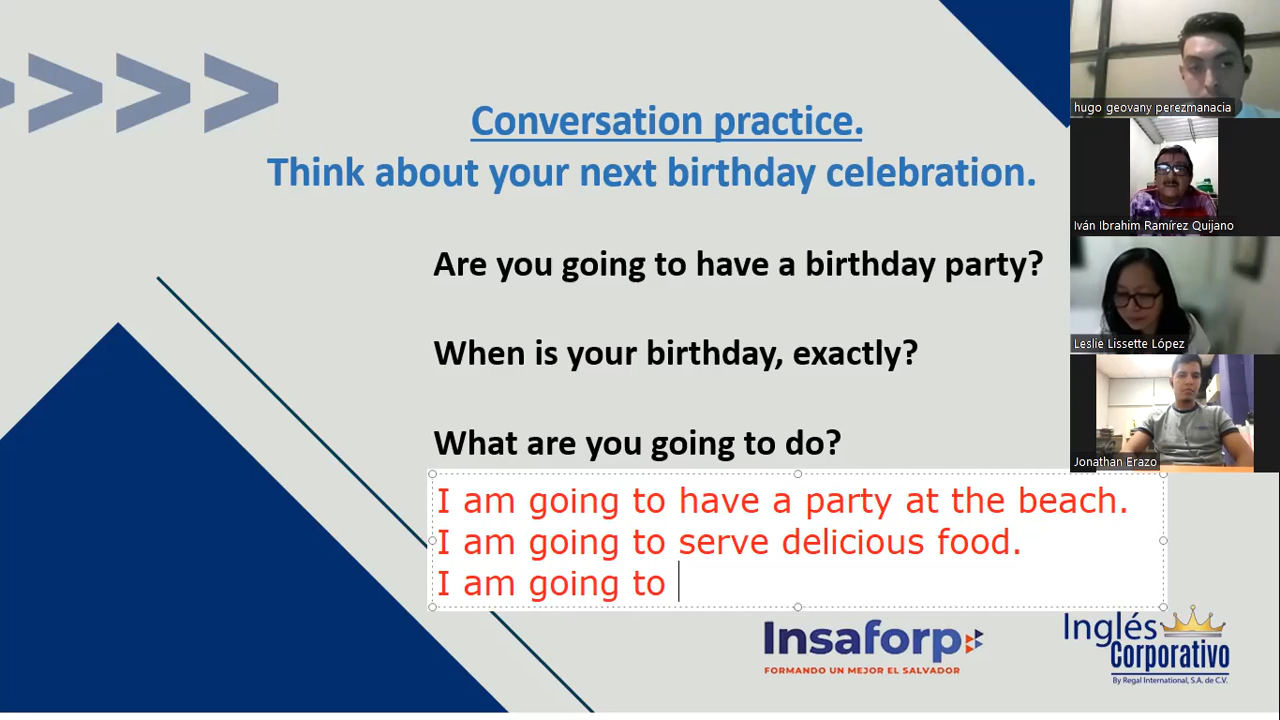 Conversation practice.
Think about your next birthday celebration.
Are you going to have a birthday party?
When is your birthday, exactly?
What are you going to do?
I am going to have a party at the beach.
I am going to serve delicious food.
I am going to
Insaforp
FORMANDO UN MEJOR EL SALVADOR
Inglés
Corporativo
By Regal International, S.A. de C.V.
hugo geovany perezmanacia
Iván Ibrahim Ramírez Quijano
Leslie Lissette López
Jonathan Erazo